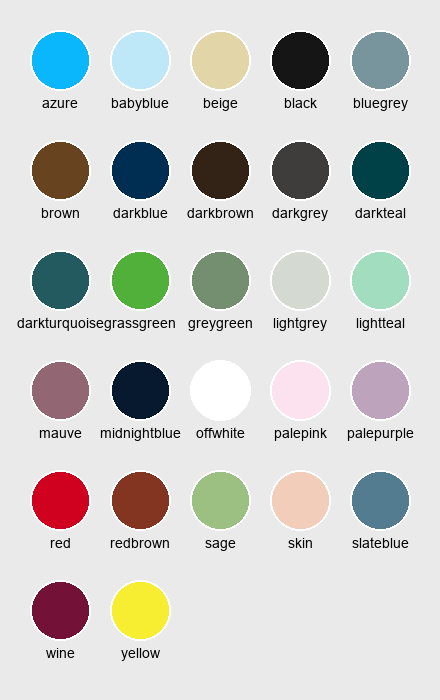 azure babyblue beige black bluegrey
brown darkblue darkbrown darkgrey darkteal
darkturquoise grassgreen greygreen lightgrey lightteal
mauve midnightblue offwhite palepink palepurple
red redbrown sage skin slateblue
wine yellow